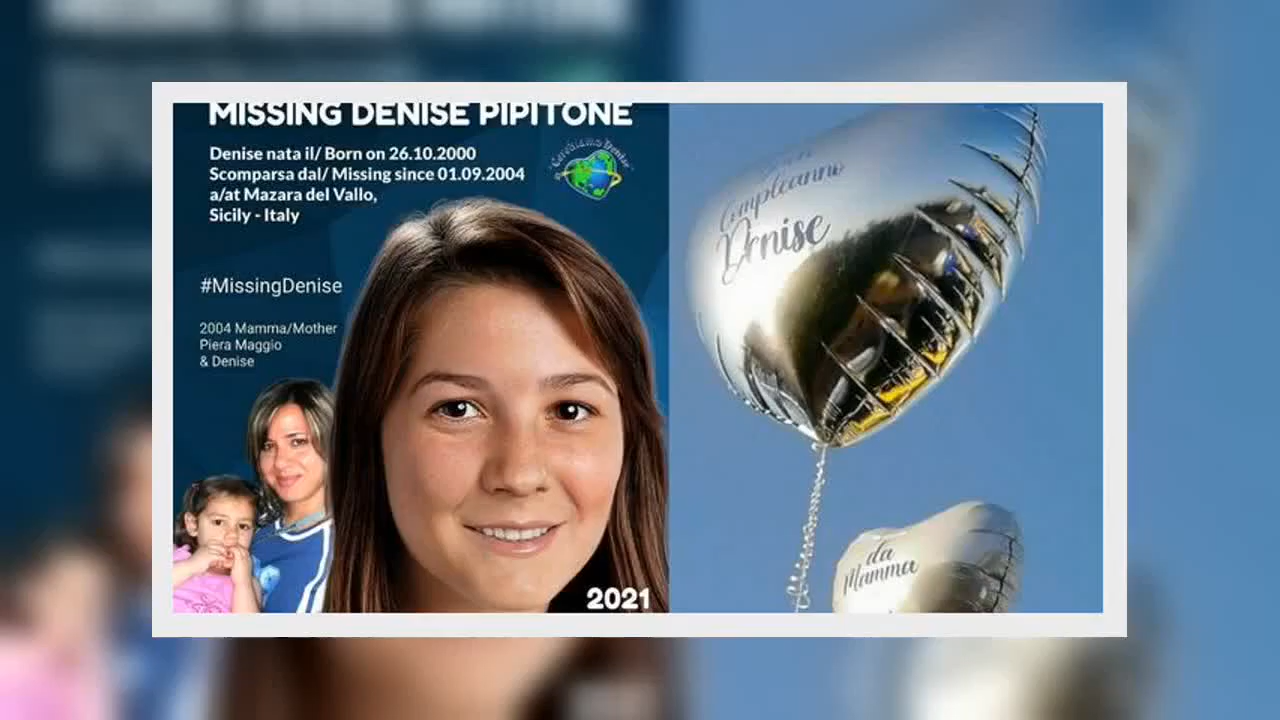 MISSING DENISE PIPITONE
Denise nata il/ Born on 26.10.2000
Scomparsa dal/ Missing since 01.09.2004
a/at Mazara del Vallo,
Sicily - Italy
#MissingDenise
2004 Mamma/Mother
Piera Maggio
& Denise
2021
Compleanno
Denise
da
Mamma